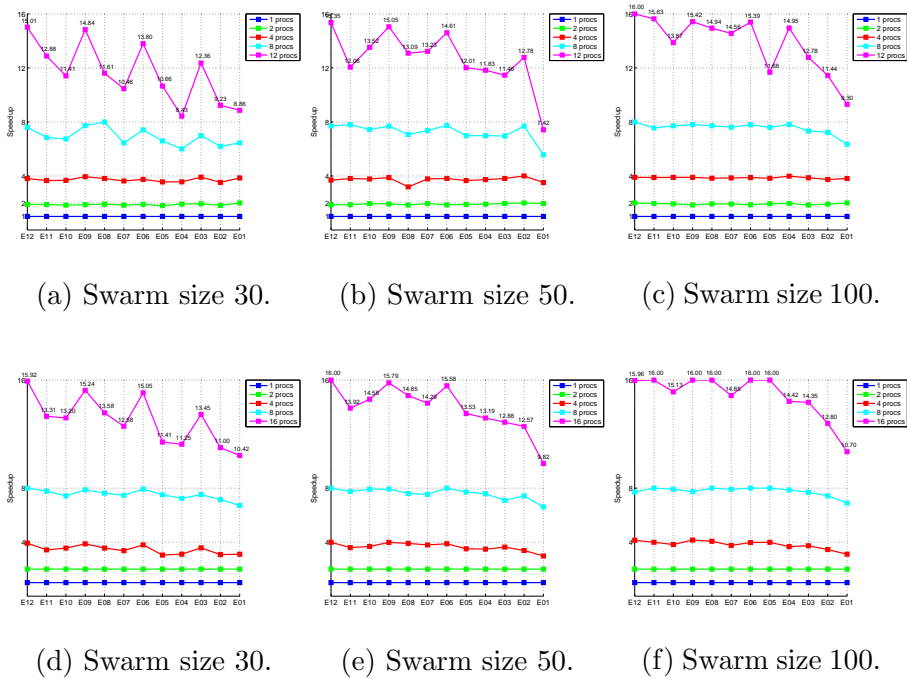 16
12
8
4
2
1
Speedup
15.01 12.88 11.41 14.84 11.61 10.46 13.80 10.66 8.43 12.36 9.23 8.86
1 procs
2 procs
4 procs
8 procs
12 procs
E12 E11 E10 E09 E08 E07 E06 E05 E04 E03 E02 E01
(a) Swarm size 30.
16
12
8
4
2
1
Speedup
15.35 12.06 13.52 15.05 13.09 13.23 14.61 12.01 11.83 11.46 12.78 7.42
1 procs
2 procs
4 procs
8 procs
12 procs
E12 E11 E10 E09 E08 E07 E06 E05 E04 E03 E02 E01
(b) Swarm size 50.
16
12
8
4
2
1
Speedup
16.00 15.63 13.87 15.42 14.94 14.56 15.39 11.68 14.95 12.78 11.44 9.30
1 procs
2 procs
4 procs
8 procs
12 procs
E12 E11 E10 E09 E08 E07 E06 E05 E04 E03 E02 E01
(c) Swarm size 100.
16
8
4
Speedup
15.92 13.31 13.20 15.24 13.58 12.58 15.05 11.41 11.25 13.45 11.00 10.42
1 procs
2 procs
4 procs
8 procs
16 procs
E12 E11 E10 E09 E08 E07 E06 E05 E04 E03 E02 E01
(d) Swarm size 30.
16
8
4
Speedup
16.00 13.92 14.56 15.79 14.85 14.29 15.58 13.53 13.19 12.88 12.57 9.82
1 procs
2 procs
4 procs
8 procs
16 procs
E12 E11 E10 E09 E08 E07 E06 E05 E04 E03 E02 E01
(e) Swarm size 50.
16
8
4
Speedup
15.96 16.00 15.13 16.00 16.00 14.85 16.00 16.00 14.42 14.35 12.80 10.70
1 procs
2 procs
4 procs
8 procs
16 procs
E12 E11 E10 E09 E08 E07 E06 E05 E04 E03 E02 E01
(f) Swarm size 100.